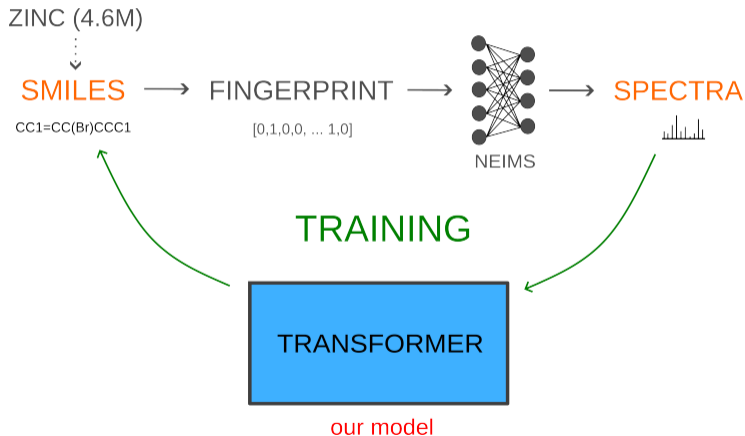 ZINC (4.6M)
SMILES
FINGERPRINT
SPECTRA
CC1=CC(Br)CCC1
[0,1,0,0, ... 1,0]
NEIMS
TRAINING
TRANSFORMER
our model